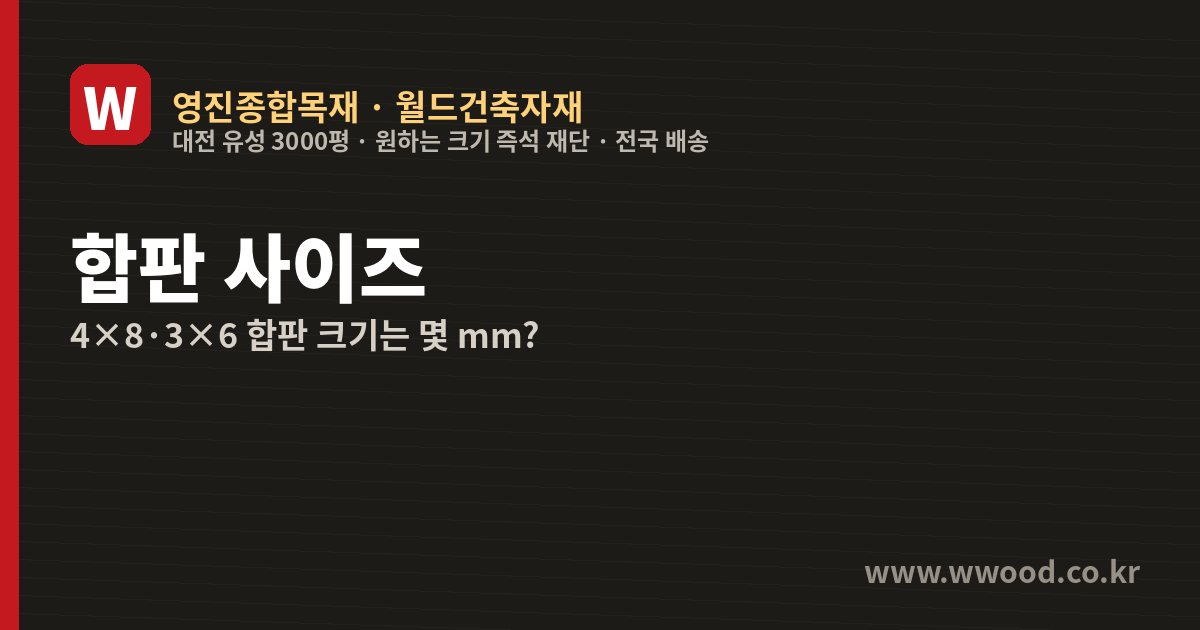 W
영진종합목재 · 월드건축자재
대전 유성 3000평 · 원하는 크기 즉석 재단 · 전국 배송
합판 사이즈
4×8·3×6 합판 크기는 몇 mm?
www.wwood.co.kr